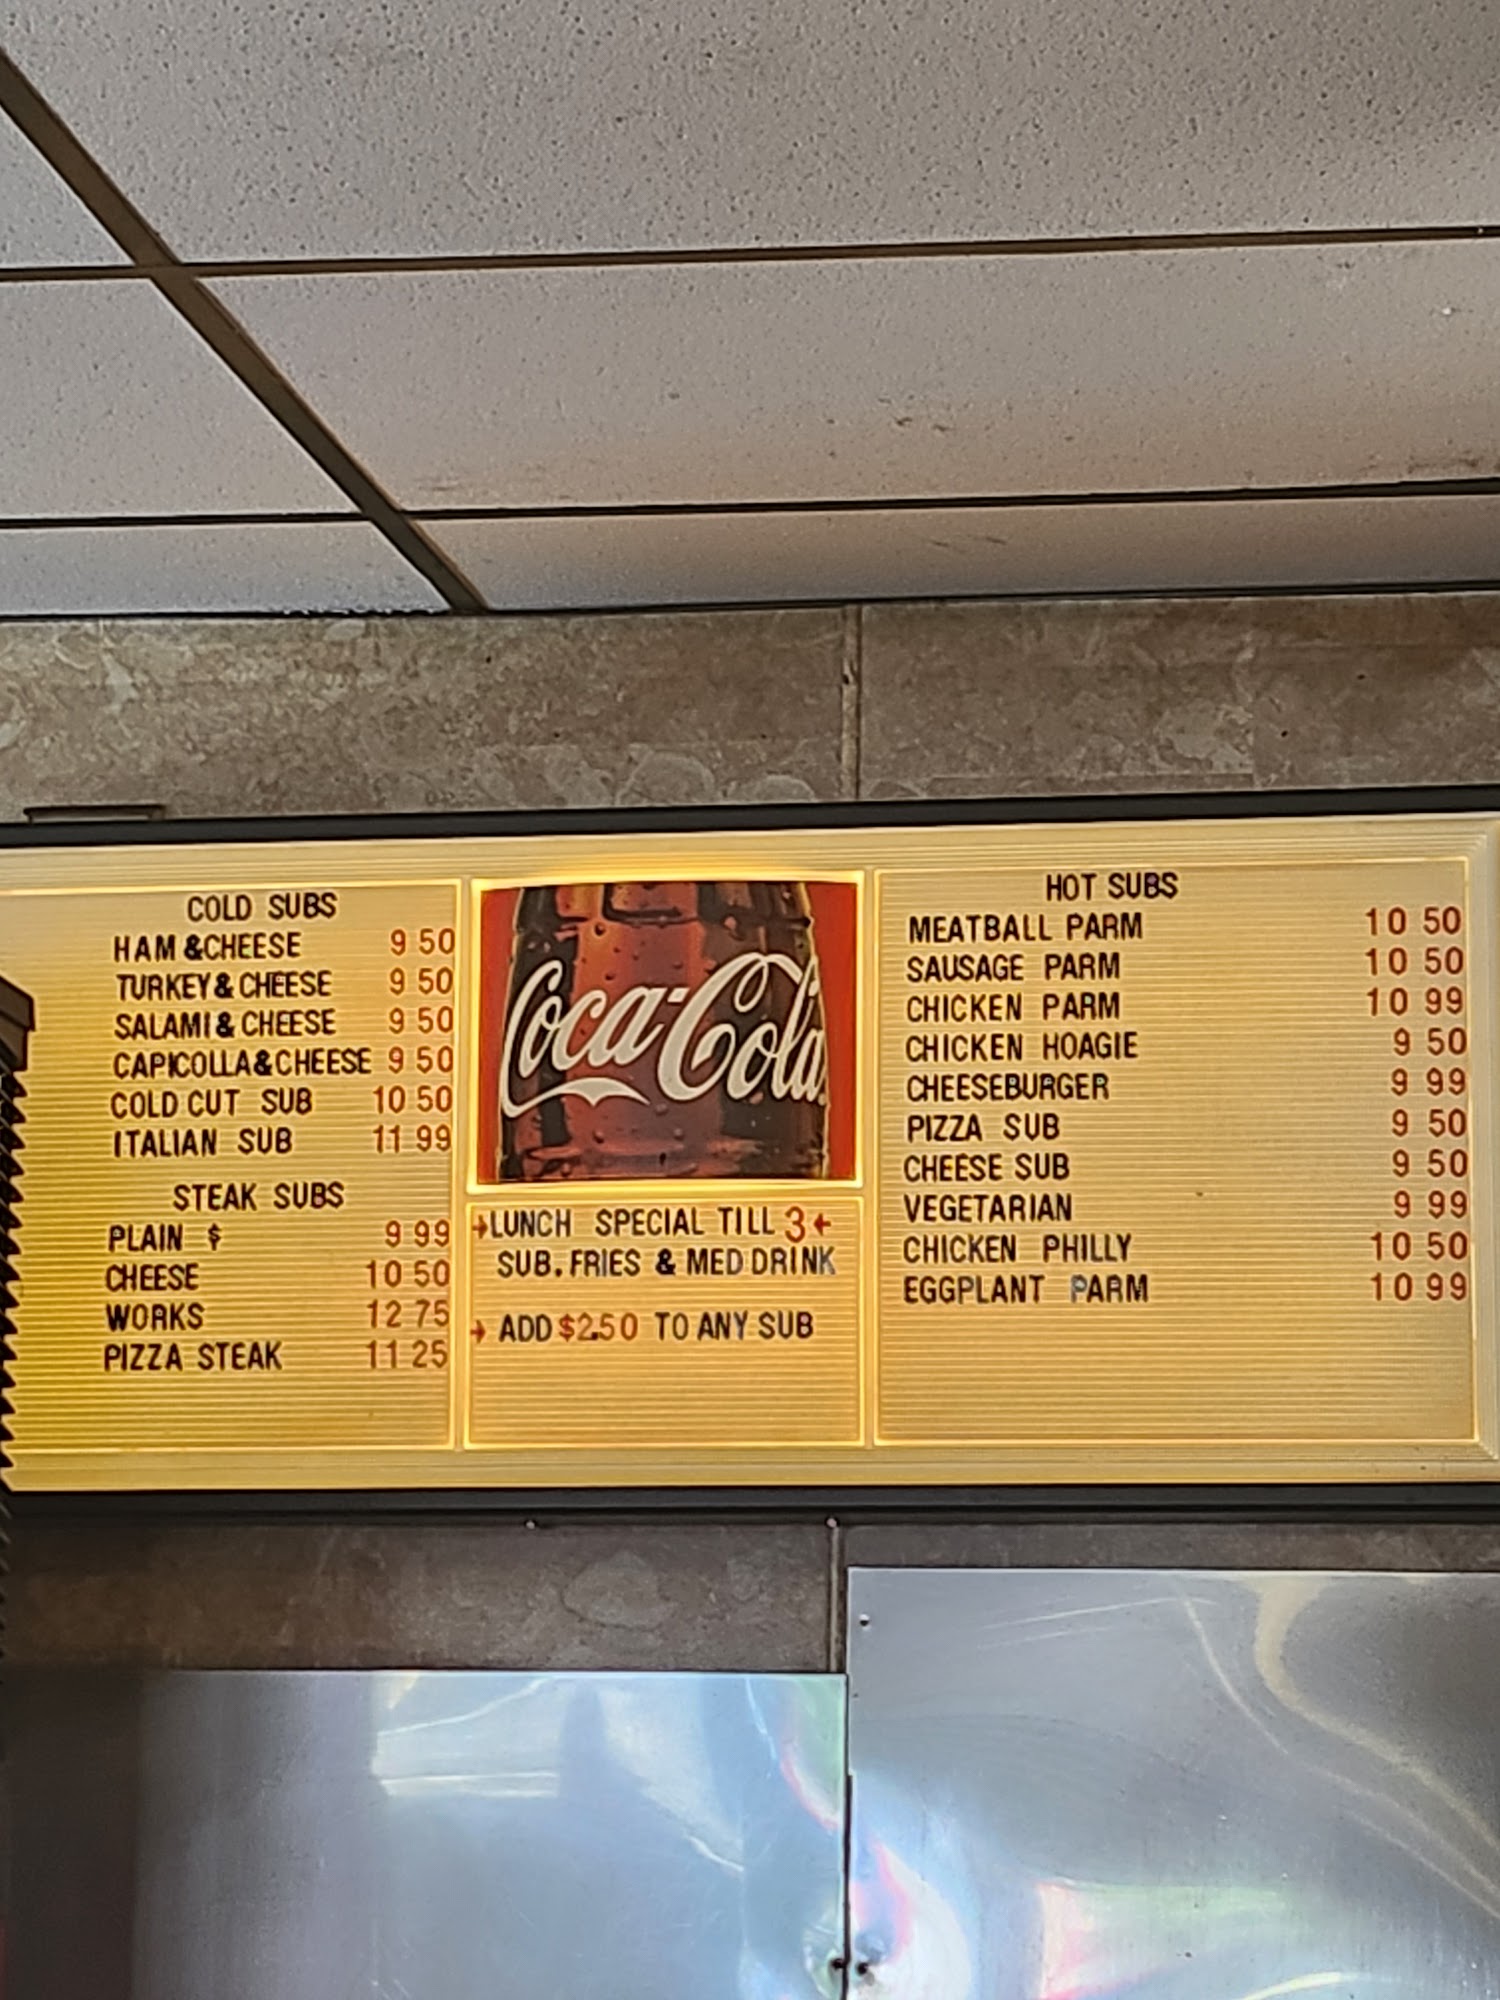 COLD SUBS
HAM &CHEESE 9 50
TURKEY & CHEESE 9 50
SALAMI & CHEESE 9 50
CAPICOLLA&CHEESE 9 50
COLD CUT SUB 10 50
ITALIAN SUB 11 99
STEAK SUBS
PLAIN $ 9 99
CHEESE 10 50
WORKS 12 75
PIZZA STEAK 11 25
Coca-Cola
LUNCH SPECIAL TILL 3
SUB. FRIES & MED DRINK
ADD $2.50 TO ANY SUB
HOT SUBS
MEATBALL PARM 10 50
SAUSAGE PARM 10 50
CHICKEN PARM 10 99
CHICKEN HOAGIE 9 50
CHEESEBURGER 9 99
PIZZA SUB 9 50
CHEESE SUB 9 50
VEGETARIAN 9 99
CHICKEN PHILLY 10 50
EGGPLANT PARM 10 99